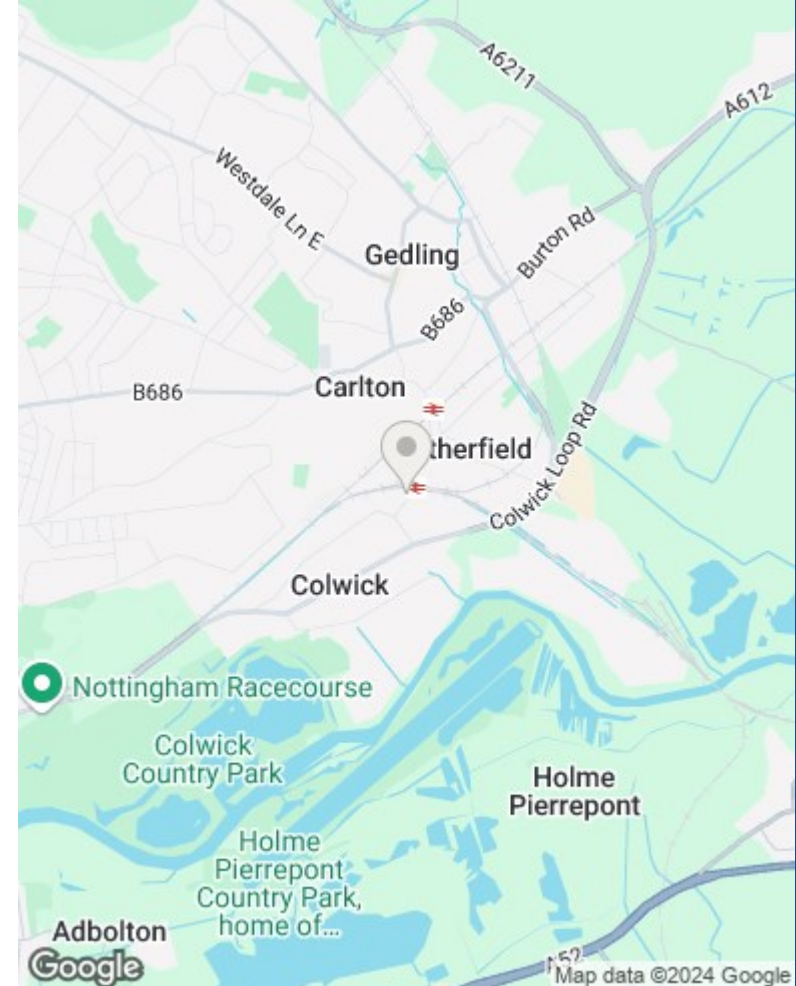 A6211
A612
Westdale Ln E
Gedling
Burton Rd
B686
Carlton
B686
therfield
Colwick Loop Rd
Colwick
Nottingham Racecourse
Colwick
Country Park
Holme
Pierrepont
Holme
Pierrepont
Country Park,
home of...
Adbolton
A52
Google
Map data ©2024 Google